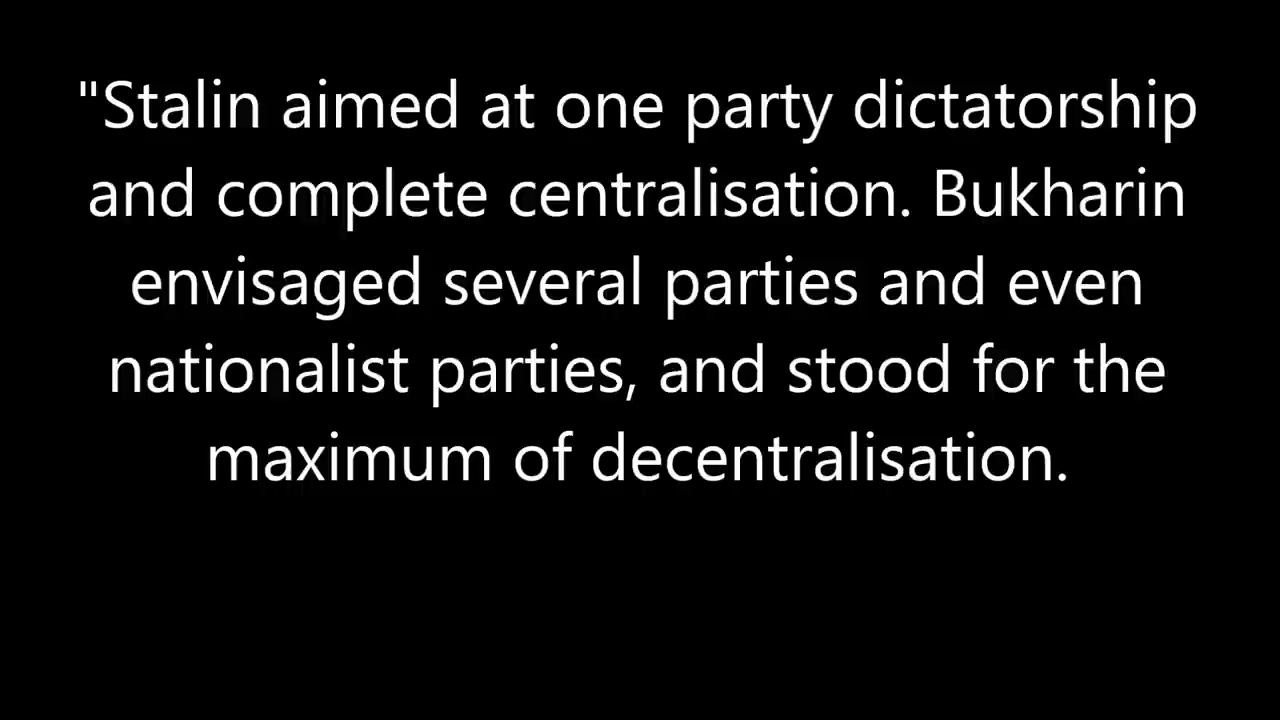 "Stalin aimed at one party dictatorship
and complete centralisation. Bukharin
envisaged several parties and even
nationalist parties, and stood for the
maximum of decentralisation.